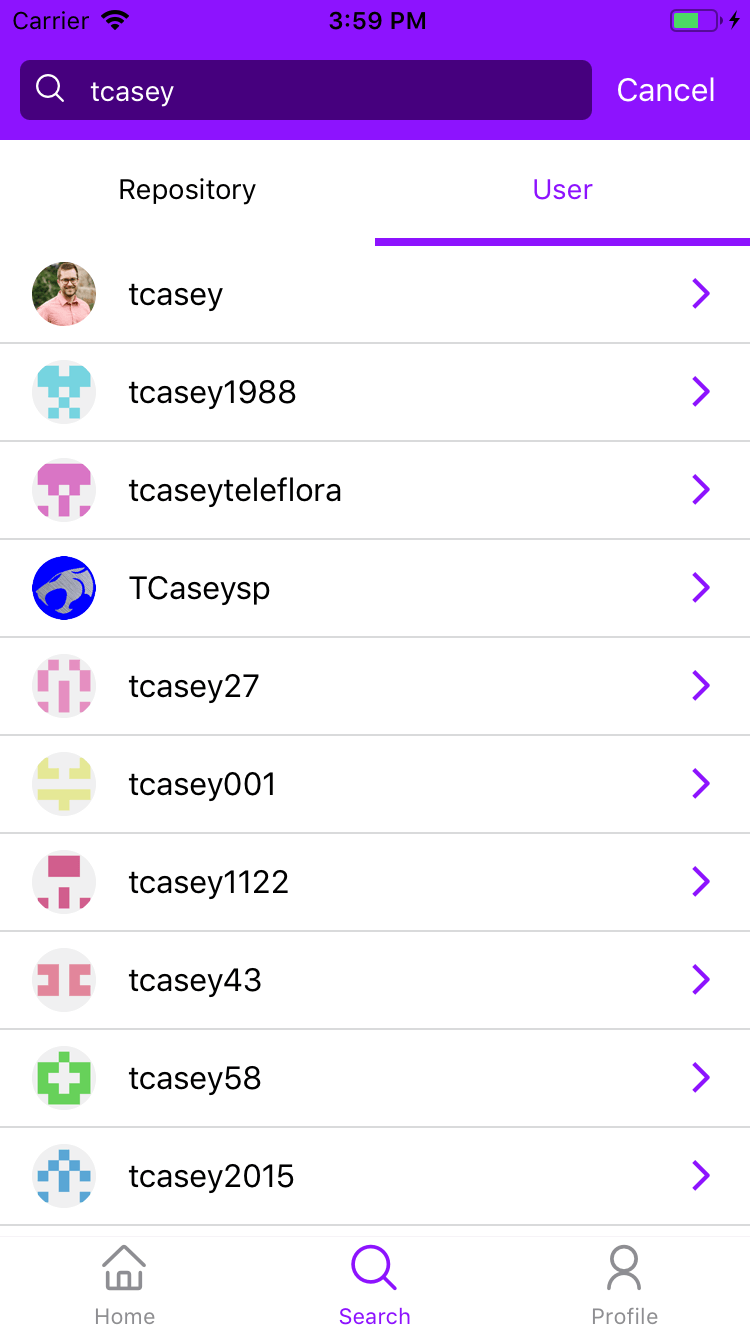 Carrier 3:59 PM
tcasey Cancel
Repository User
tcasey
tcasey1988
tcaseyteleflora
TCaseysp
tcasey27
tcasey001
tcasey1122
tcasey43
tcasey58
tcasey2015
Home Search Profile